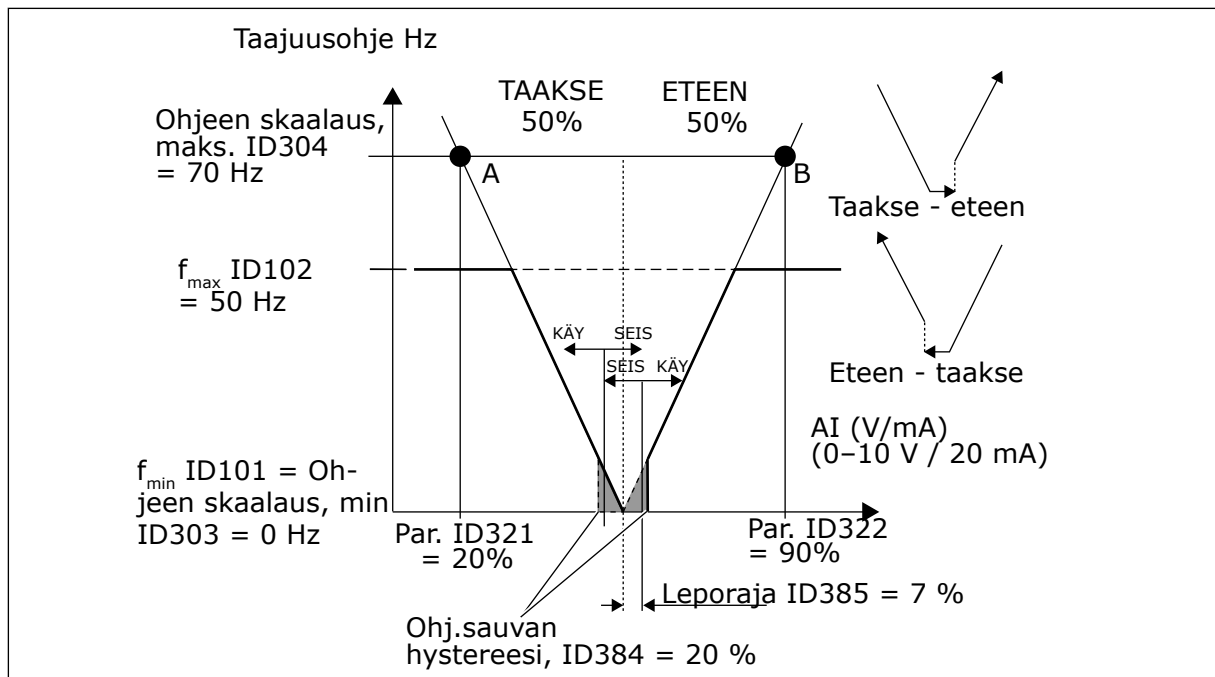 Taajuusohje Hz
TAAKSE
50%
ETEEN
50%
Ohjeen skaalaus,
maks. ID304
= 70 Hz
A
B
Taakse - eteen
fmax ID102
= 50 Hz
KÄY
SEIS
SEIS
KÄY
Eteen - taakse
AI (V/mA)
(0–10 V / 20 mA)
fmin ID101 = Oh-
jeen skaalaus, min
ID303 = 0 Hz
Par. ID321
= 20%
Par. ID322
= 90%
Leporaja ID385 = 7 %
Ohj.sauvan
hystereesi, ID384 = 20 %